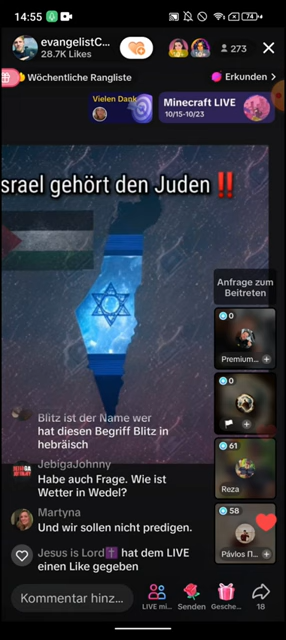 14:55
74
evangelistC...
28.7K Likes
273
Wöchentliche Rangliste
Erkunden >
Vielen Dank
Minecraft LIVE
10/15-10/23
srael gehört den Juden ‼️
Anfrage zum
Beitreten
0
Premium...
0
61
Reza
58
Pávlos Π...
Blitz ist der Name wer
hat diesen Begriff Blitz in
hebräisch
JebigaJohnny
Habe auch Frage. Wie ist
Wetter in Wedel?
Martyna
Und wir sollen nicht predigen.
Jesus is Lord✝️ hat dem LIVE
einen Like gegeben
Kommentar hinz...
LIVE mi...
Senden
Gesche...
18